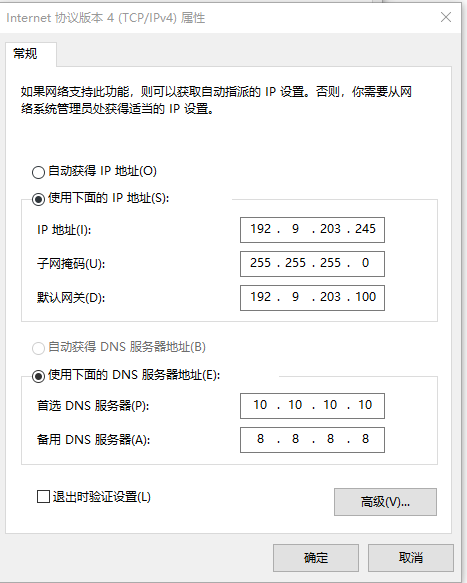 Internet 协议版本 4 (TCP/IPv4) 属性
常规
如果网络支持此功能，则可以获取自动指派的 IP 设置。否则，你需要从网
络系统管理员处获得适当的 IP 设置。
自动获得 IP 地址(O)
使用下面的 IP 地址(S):
IP 地址(I): 192 . 9 . 203 . 245
子网掩码(U): 255 . 255 . 255 . 0
默认网关(D): 192 . 9 . 203 . 100
自动获得 DNS 服务器地址(B)
使用下面的 DNS 服务器地址(E):
首选 DNS 服务器(P): 10 . 10 . 10 . 10
备用 DNS 服务器(A): 8 . 8 . 8 . 8
退出时验证设置(L)
高级(V)...
确定 取消